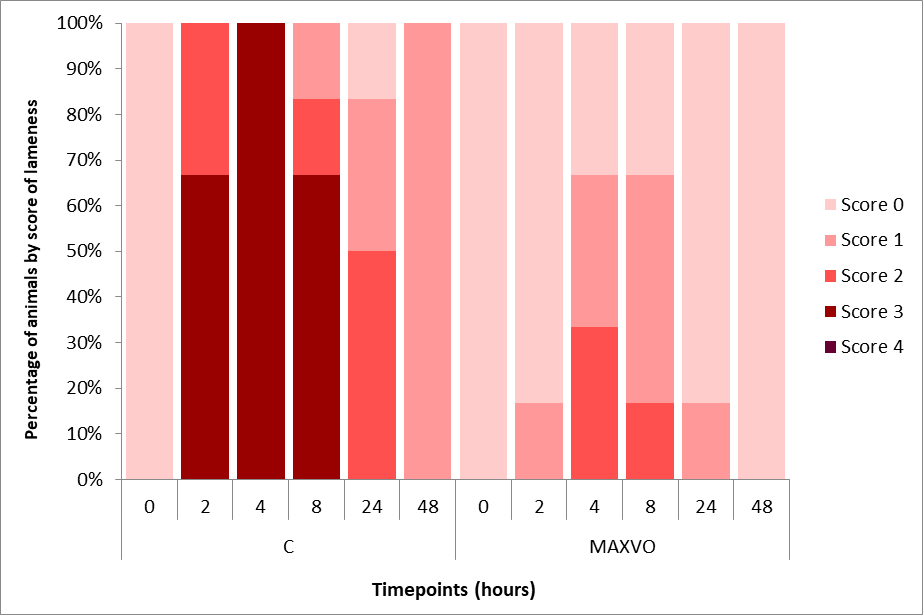 100%
90%
80%
70%
60%
50%
40%
30%
20%
10%
0%
Percentage of animals by score of lameness
0 2 4 8 24 48 0 2 4 8 24 48
C MAXVO
Timepoints (hours)
Score 0
Score 1
Score 2
Score 3
Score 4